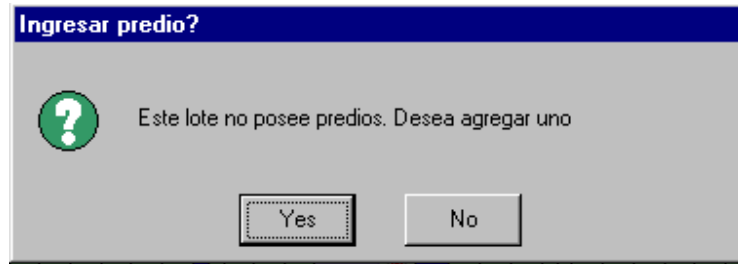 Ingresar predio?
Este lote no posee predios. Desea agregar uno
Yes
No